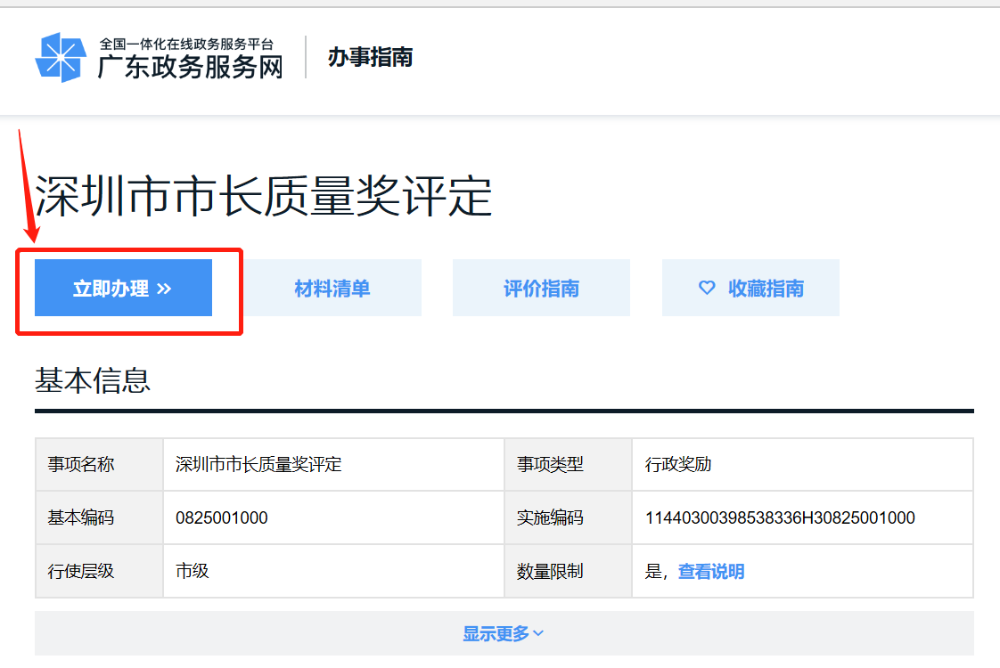 全国一体化在线政务服务平台
广东政务服务网
办事指南
深圳市市长质量奖评定
立即办理 »
材料清单
评价指南
收藏指南
基本信息
事项名称 深圳市市长质量奖评定 事项类型 行政奖励
基本编码 0825001000 实施编码 11440300398538336H30825001000
行使层级 市级 数量限制 是，查看说明
显示更多